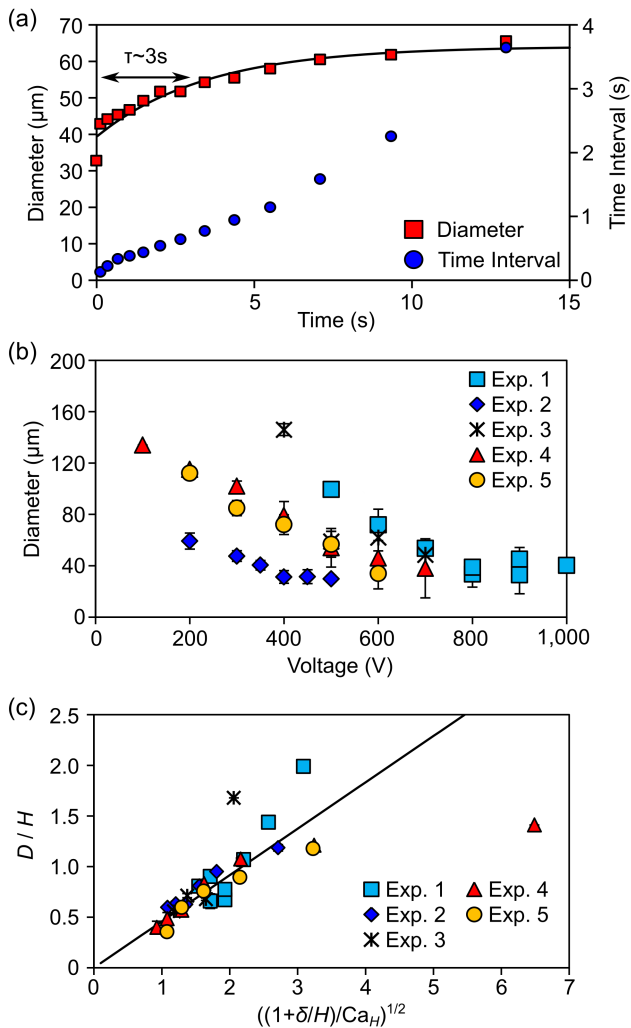 (a)
70
60
50
40
30
20
10
0
Diameter (μm)
τ~3s
4
3
2
1
0
Time Interval (s)
Diameter
Time Interval
0
5
10
15
Time (s)
(b)
200
160
120
80
40
0
Diameter (μm)
Exp. 1
Exp. 2
Exp. 3
Exp. 4
Exp. 5
0
200
400
600
800
1,000
Voltage (V)
(c)
2.5
2.0
1.5
1.0
0.5
0
D / H
Exp. 1
Exp. 2
Exp. 3
Exp. 4
Exp. 5
0
1
2
3
4
5
6
7
((1+δ/H)/Ca_H)^1/2